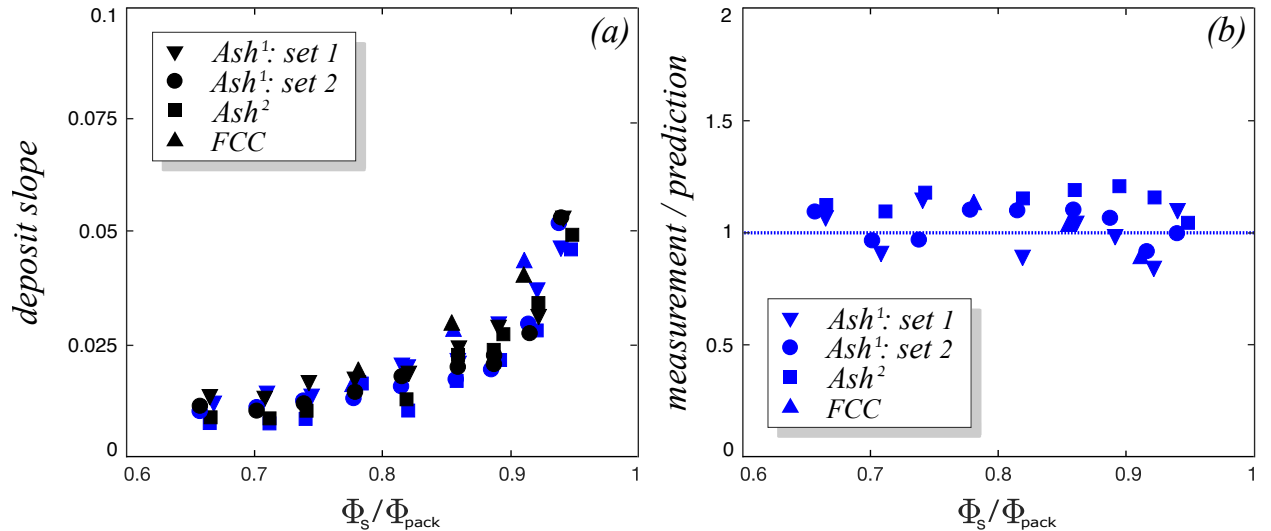 (a)
0.1
0.075
0.05
0.025
0
deposit slope
Ash¹: set 1
Ash¹: set 2
Ash²
FCC
0.6 0.7 0.8 0.9 1
Φs/Φpack
(b)
2
1.5
1
0.5
0
measurement / prediction
Ash¹: set 1
Ash¹: set 2
Ash²
FCC
0.6 0.7 0.8 0.9 1
Φs/Φpack